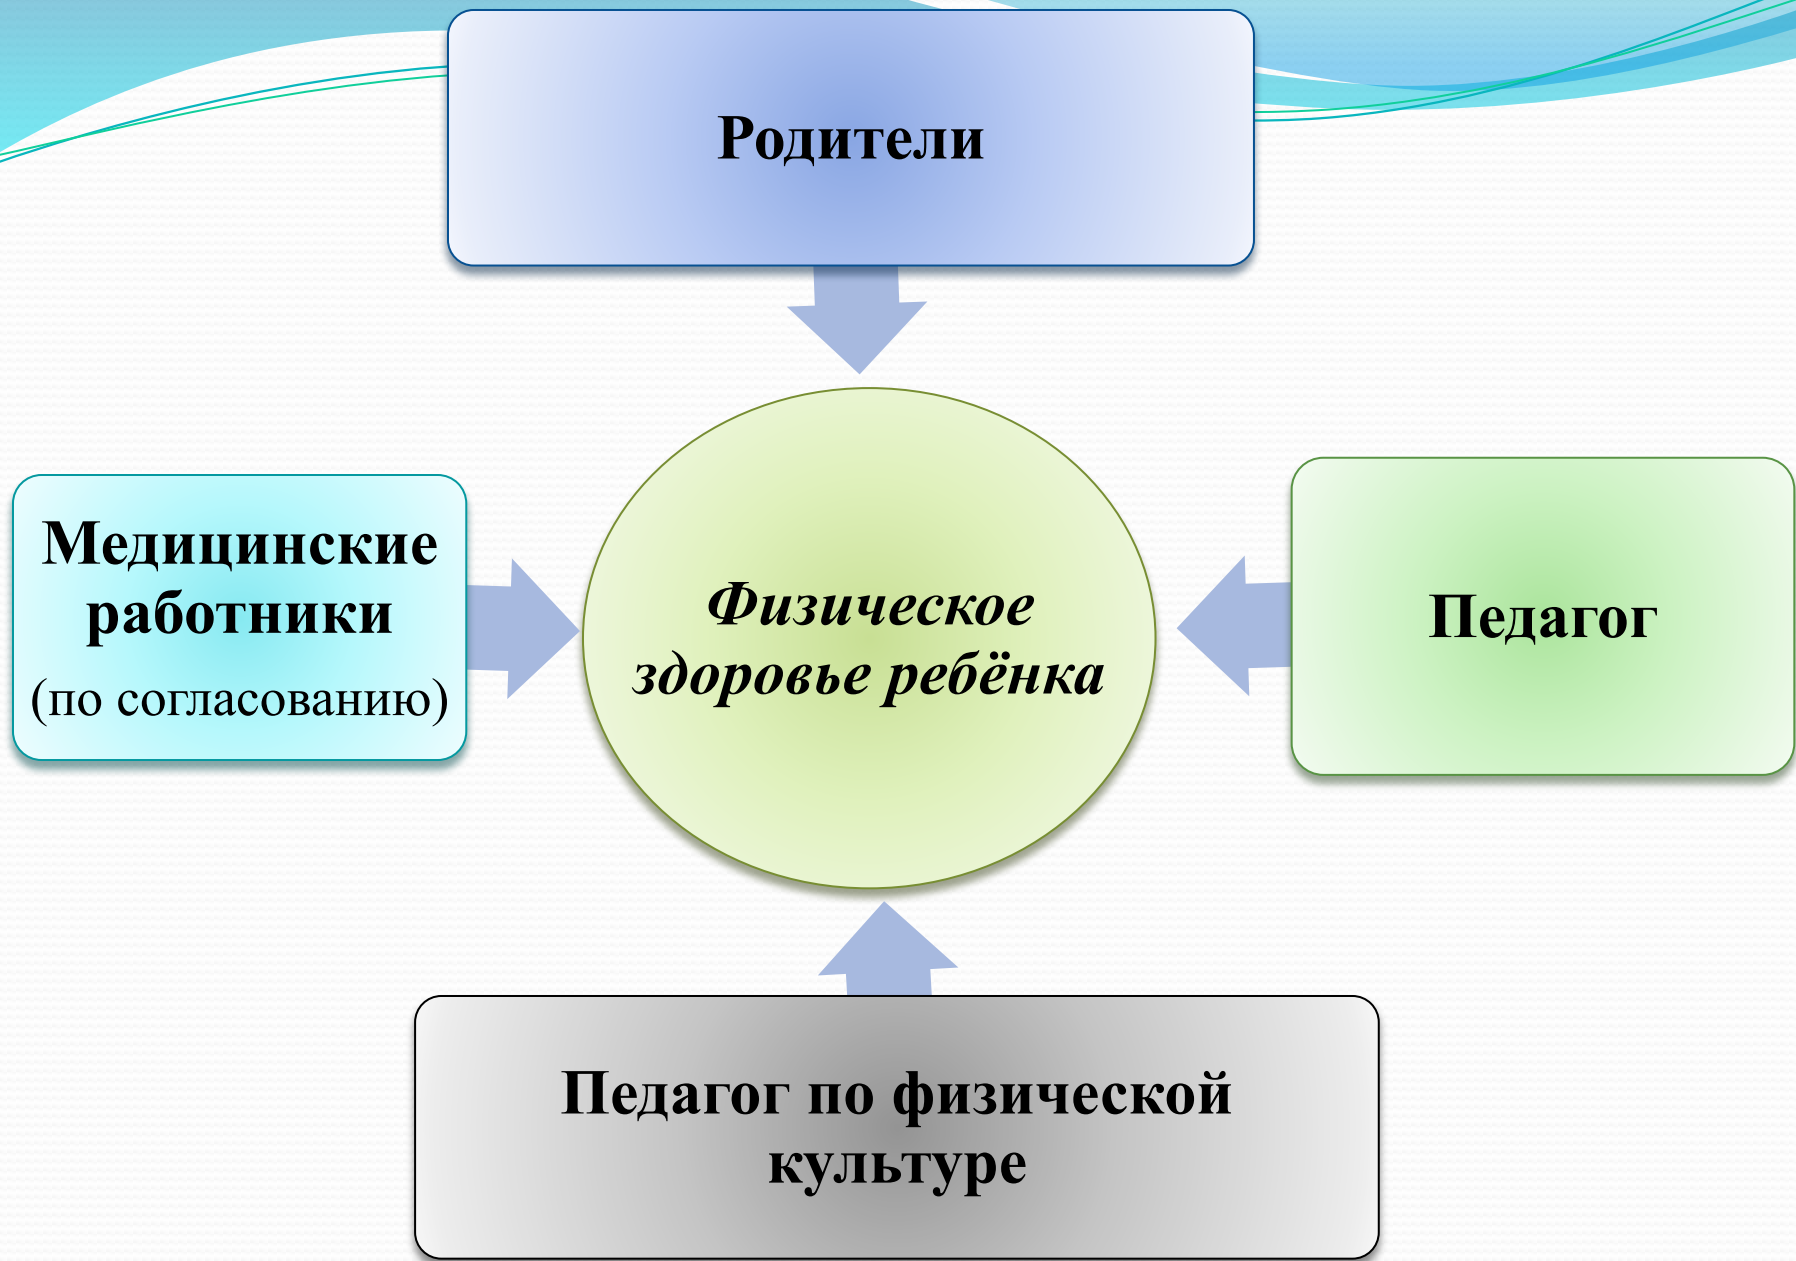 Родители
Медицинские
работники
(по согласованию)
Физическое
здоровье ребёнка
Педагог
Педагог по физической
культуре